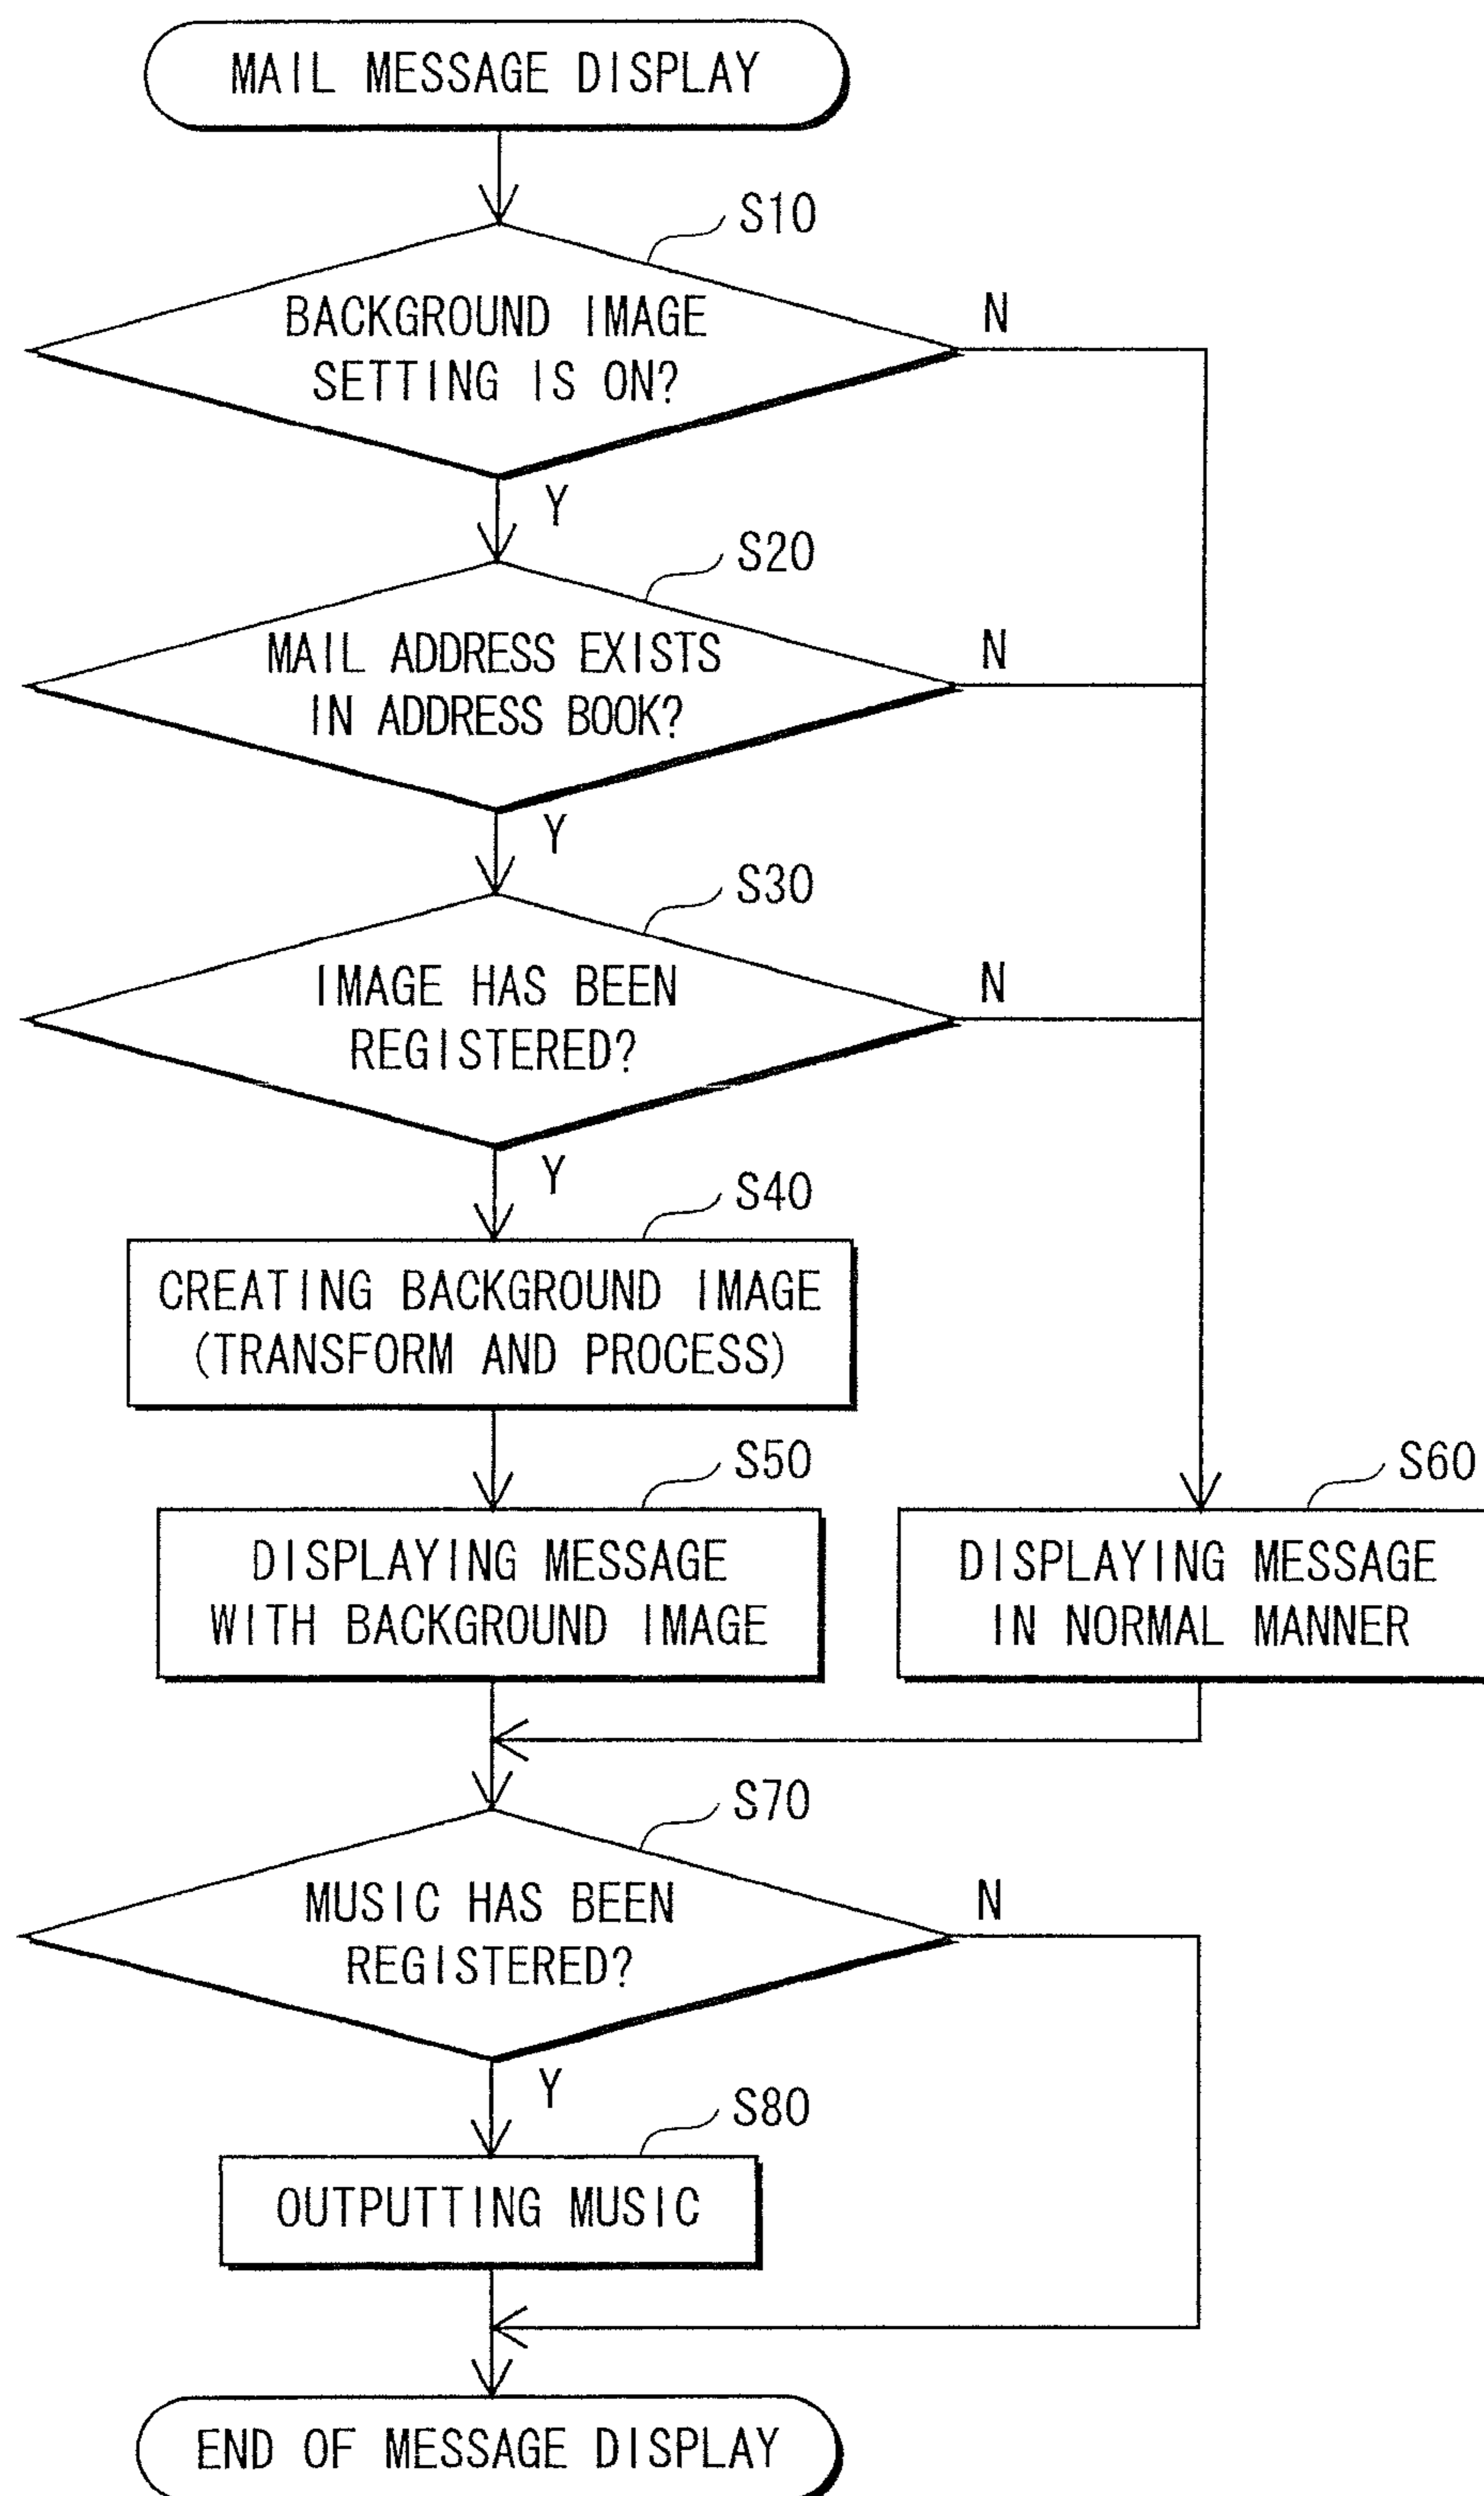 MAIL MESSAGE DISPLAY
S10
BACKGROUND IMAGE
SETTING IS ON?
N
Y
S20
MAIL ADDRESS EXISTS
IN ADDRESS BOOK?
N
Y
S30
IMAGE HAS BEEN
REGISTERED?
N
Y
S40
CREATING BACKGROUND IMAGE
(TRANSFORM AND PROCESS)
S50
DISPLAYING MESSAGE
WITH BACKGROUND IMAGE
S60
DISPLAYING MESSAGE
IN NORMAL MANNER
S70
MUSIC HAS BEEN
REGISTERED?
N
Y
S80
OUTPUTTING MUSIC
END OF MESSAGE DISPLAY